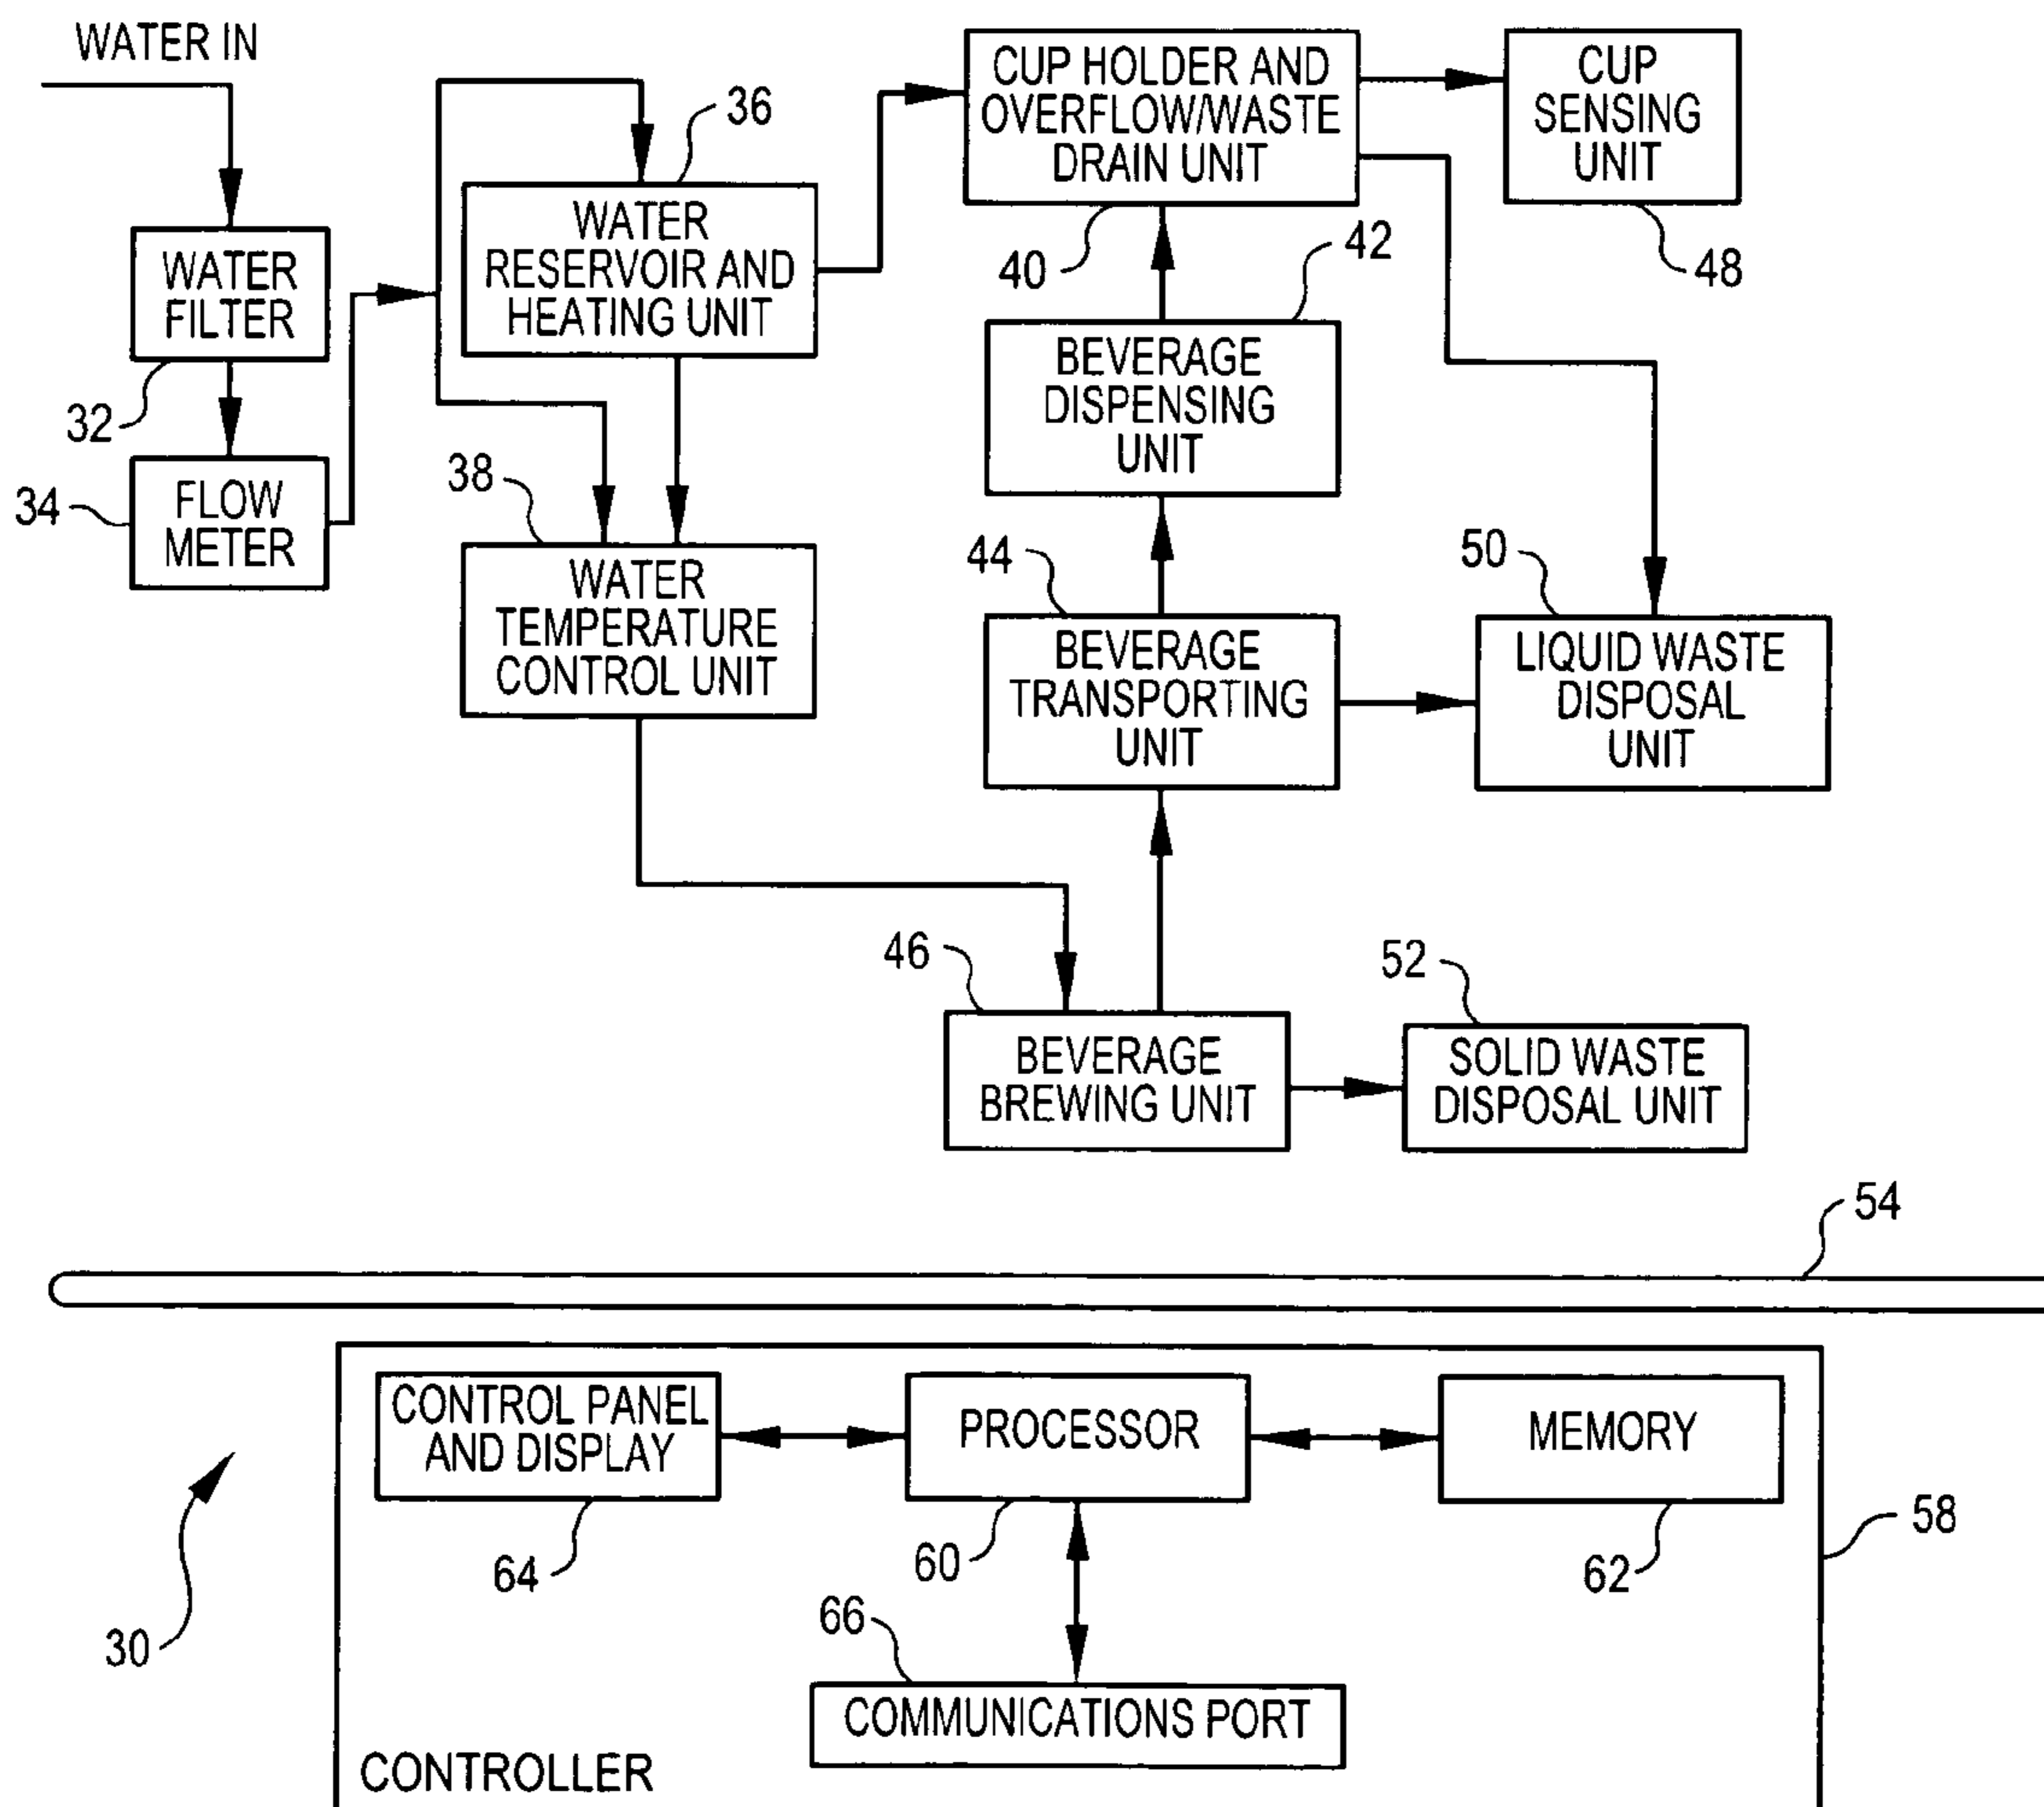 WATER IN
WATER
FILTER
32
34
FLOW
METER
36
WATER
RESERVOIR AND
HEATING UNIT
38
WATER
TEMPERATURE
CONTROL UNIT
CUP HOLDER AND
OVERFLOW/WASTE
DRAIN UNIT
40
CUP
SENSING
UNIT
48
42
BEVERAGE
DISPENSING
UNIT
44
BEVERAGE
TRANSPORTING
UNIT
50
LIQUID WASTE
DISPOSAL
UNIT
46
BEVERAGE
BREWING UNIT
52
SOLID WASTE
DISPOSAL UNIT
54
CONTROL PANEL
AND DISPLAY
64
PROCESSOR
60
MEMORY
62
58
30
66
COMMUNICATIONS PORT
CONTROLLER